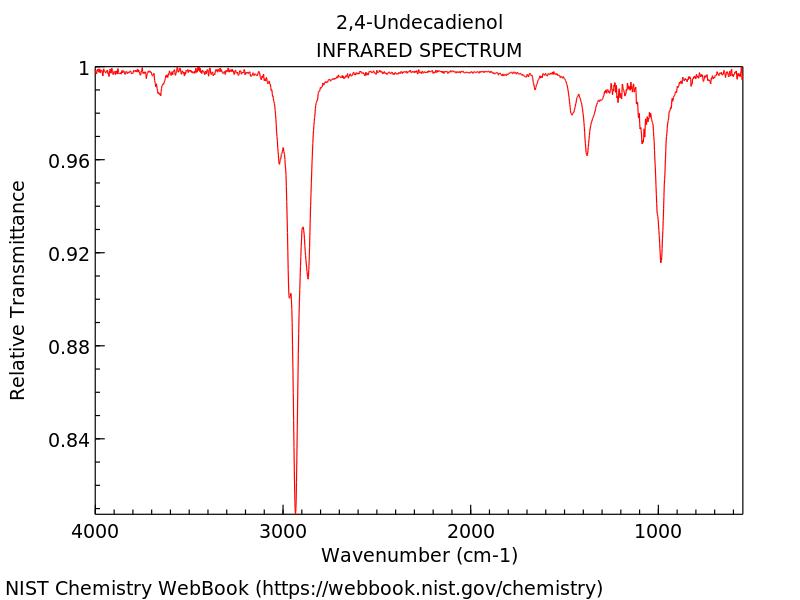 2,4-Undecadienol
INFRARED SPECTRUM
1
0.96
0.92
0.88
0.84
Relative Transmittance
4000 3000 2000 1000
Wavenumber (cm-1)
NIST Chemistry WebBook (https://webbook.nist.gov/chemistry)